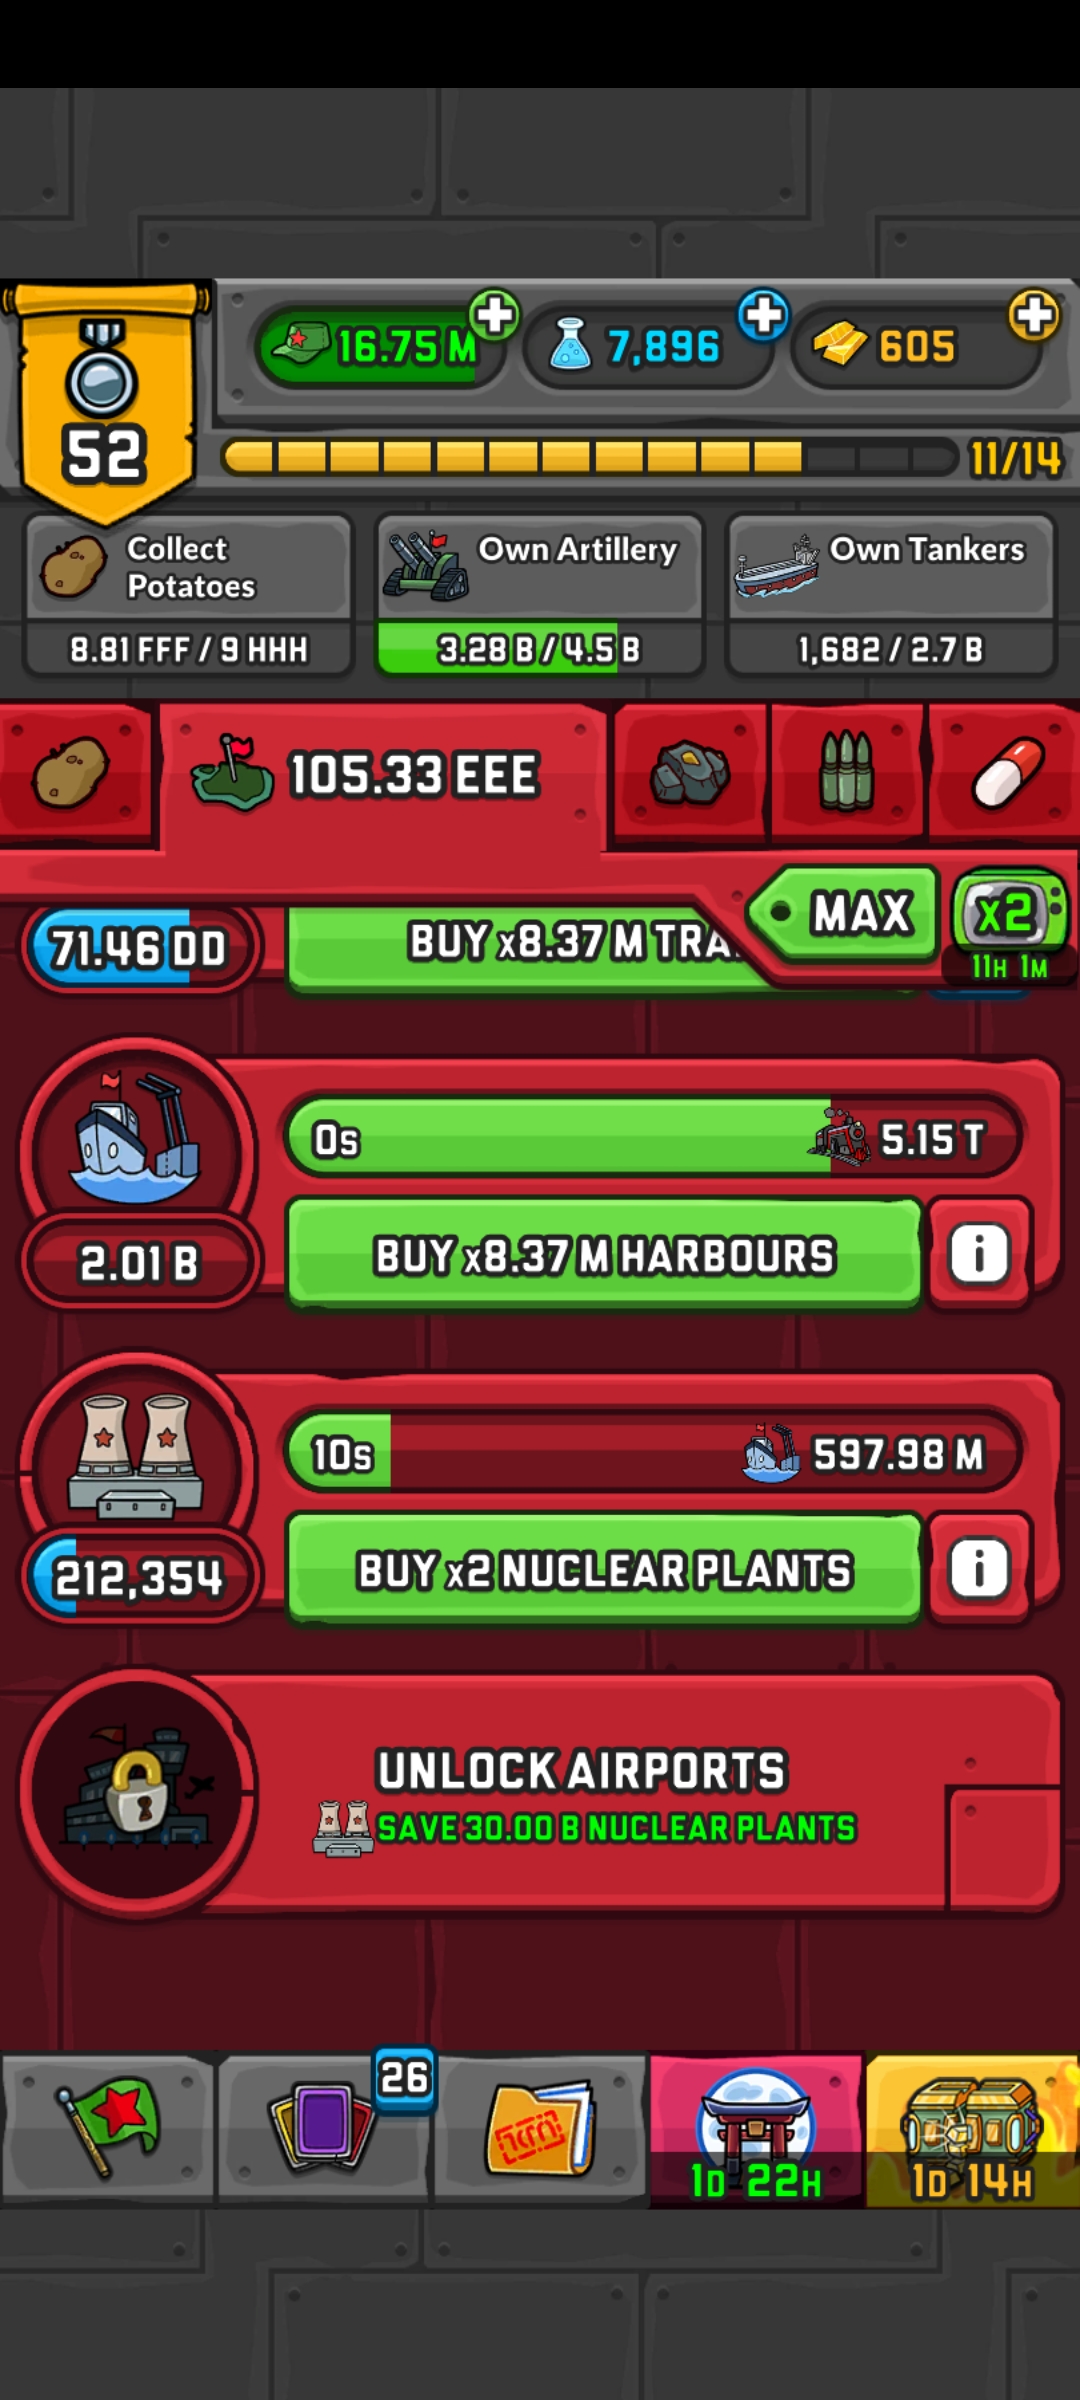 16.75 M
7,896
605
52
11/14
Collect
Potatoes
Own Artillery
Own Tankers
8.81 FFF / 9 HHH
3.28 B / 4.5 B
1,682 / 2.7 B
105.33 EEE
MAX
x2
11H 1M
71.46 DD
BUY x8.37 M TRA
0s
5.15 T
2.01 B
BUY x8.37 M HARBOURS
i
10s
597.98 M
212,354
BUY x2 NUCLEAR PLANTS
i
UNLOCK AIRPORTS
SAVE 30.00 B NUCLEAR PLANTS
26
1D 22H
1D 14H